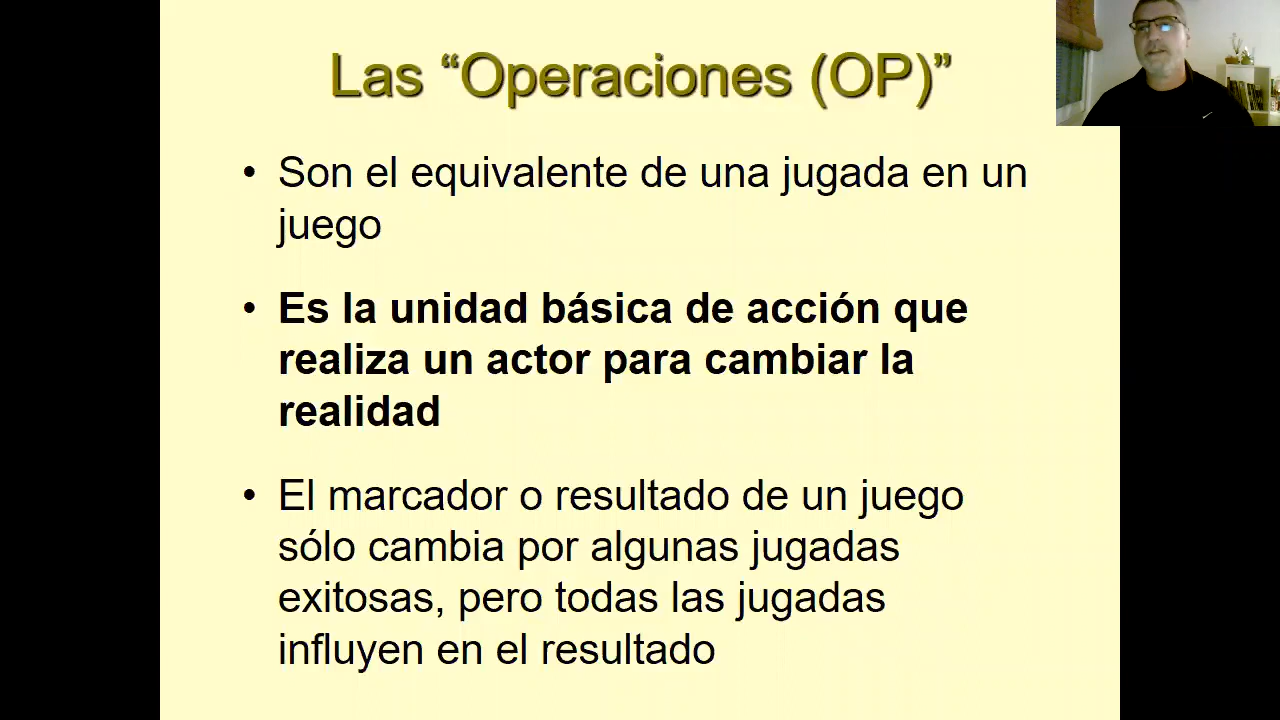 Las “Operaciones (OP)”
• Son el equivalente de una jugada en un
juego
• Es la unidad básica de acción que
realiza un actor para cambiar la
realidad
• El marcador o resultado de un juego
sólo cambia por algunas jugadas
exitosas, pero todas las jugadas
influyen en el resultado